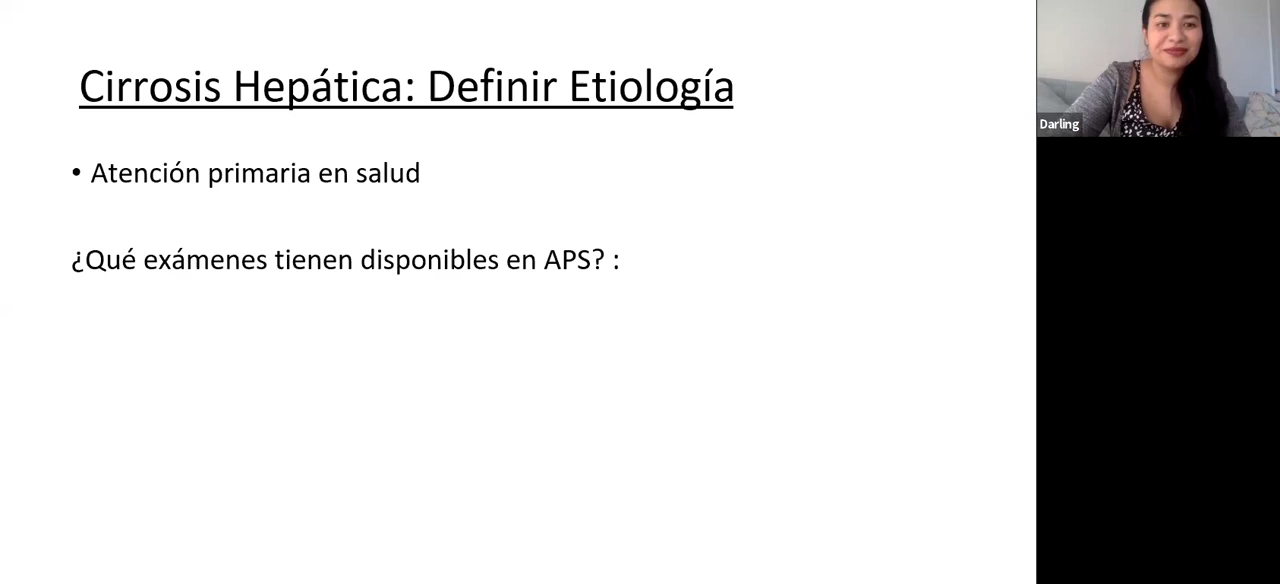 Cirrosis Hepática: Definir Etiología
• Atención primaria en salud
¿Qué exámenes tienen disponibles en APS? :
Darling